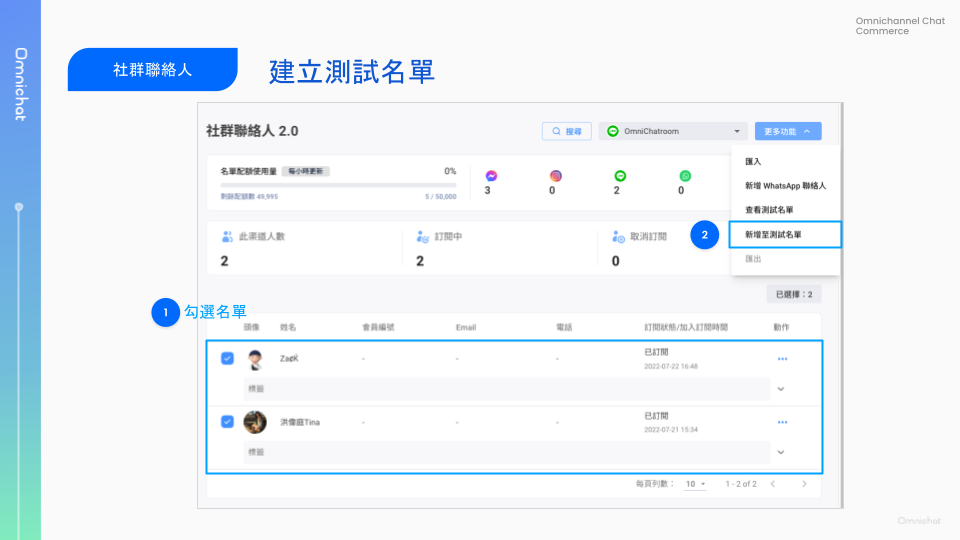 Omnichannel Chat
Commerce
Omnichat
社群聯絡人
建立測試名單
社群聯絡人 2.0
搜尋
OmniChatroom
更多功能
匯入
新增 WhatsApp 聯絡人
查看測試名單
新增至測試名單
匯出
名單配額使用量 每小時更新 0%
剩餘配額數 49,995 5 / 50,000
3 0 2 0
此渠道人數 訂閱中 取消訂閱
2 2 0
2
已選擇：2
1 勾選名單
頭像 姓名 會員編號 Email 電話 訂閱狀態/加入訂閱時間 動作
- - - 已訂閱
2022-07-22 16:48
標籤
洪偉庭Tina - - - 已訂閱
2022-07-21 15:34
標籤
每頁列數： 10 1 - 2 of 2
Omnichat